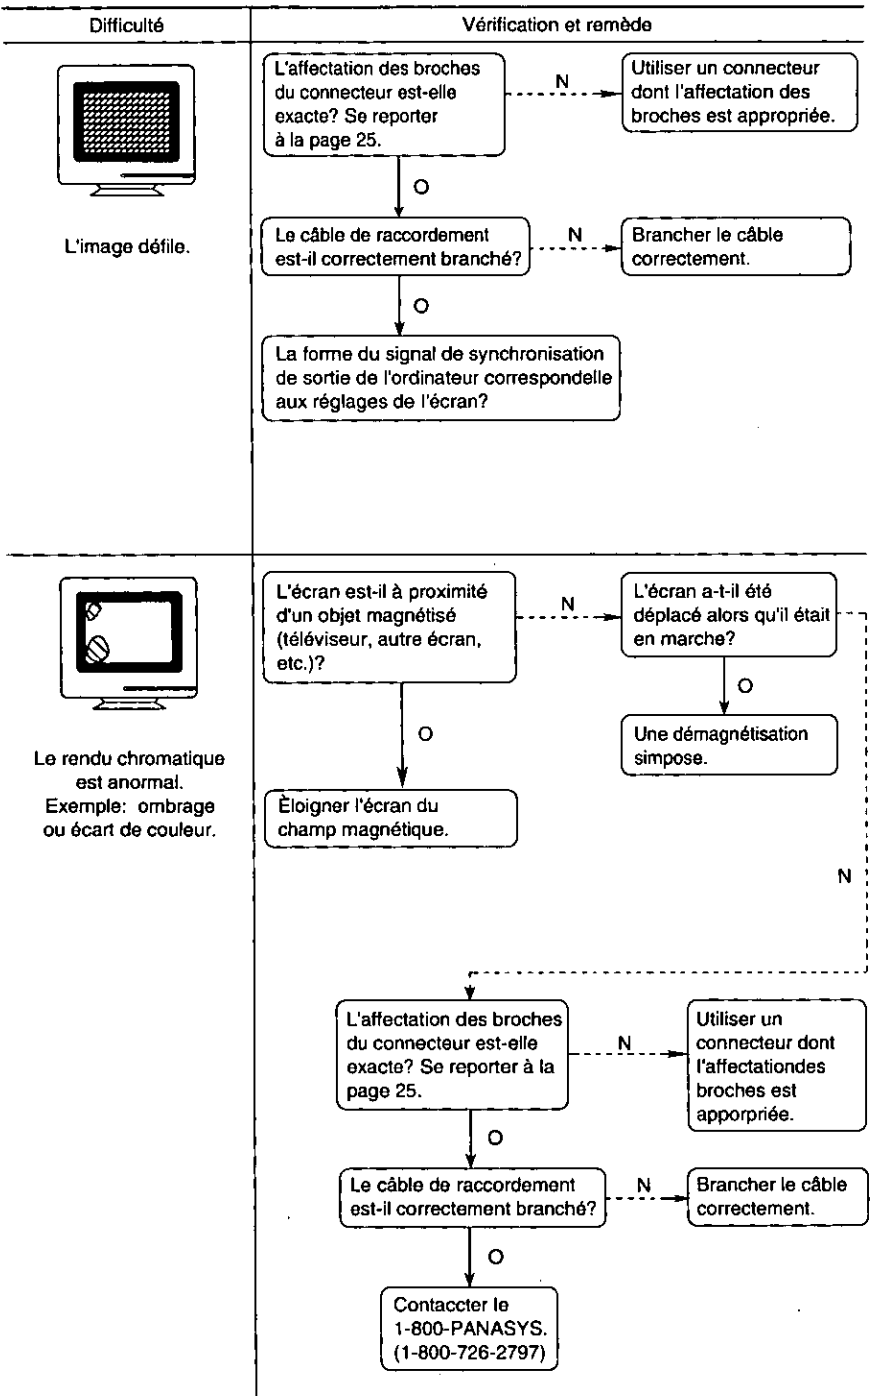 Difficulté
Vérification et remède
L'affectation des broches
du connecteur est-elle
exacte? Se reporter
à la page 25.
N
Utiliser un connecteur
dont l'affectation des
broches est appropriée.
O
L'image défile.
Le câble de raccordement
est-il correctement branché?
N
Brancher le câble
correctement.
O
La forme du signal de synchronisation
de sortie de l'ordinateur correspondelle
aux réglages de l'écran?
Le rendu chromatique
est anormal.
Exemple: ombrage
ou écart de couleur.
L'écran est-il à proximité
d'un objet magnétisé
(téléviseur, autre écran,
etc.)?
N
L'écran a-t-il été
déplacé alors qu'il était
en marche?
O
Une démagnétisation
simpose.
O
Èloigner l'écran du
champ magnétique.
N
L'affectation des broches
du connecteur est-elle
exacte? Se reporter à la
page 25.
N
Utiliser un
connecteur dont
l'affectationdes
broches est
apporpriée.
O
Le câble de raccordement
est-il correctement branché?
N
Brancher le câble
correctement.
O
Contaccter le
1-800-PANASYS.
(1-800-726-2797)